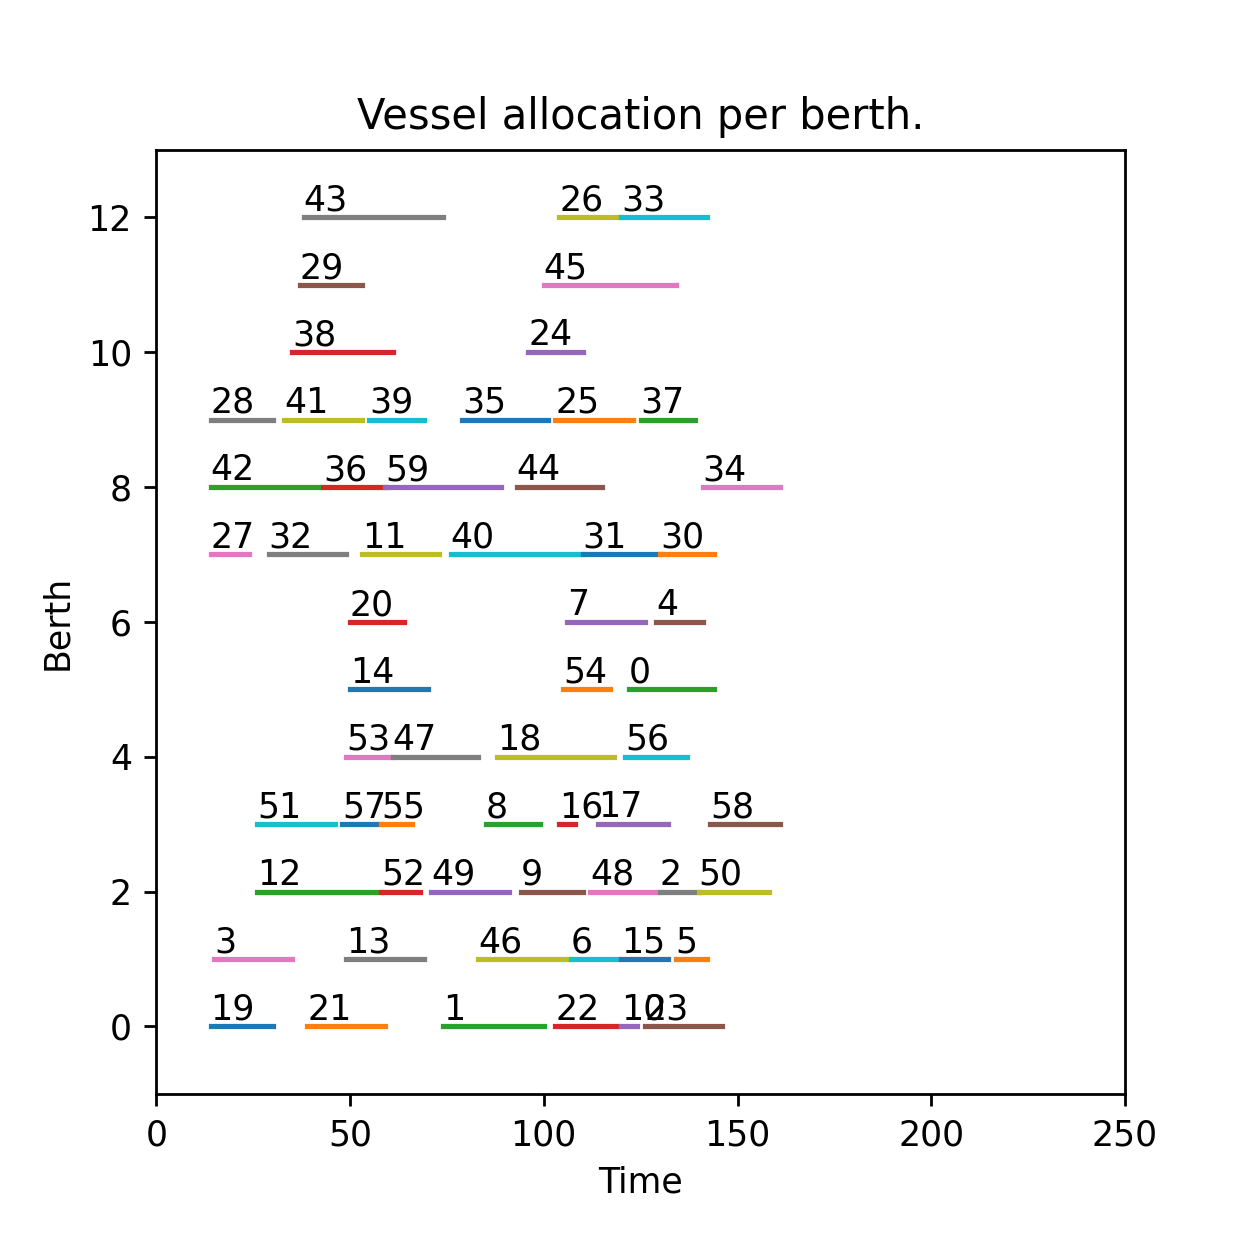 Vessel allocation per berth.
12 43 26 33
29 45
10 38 24
28 41 39 35 25 37
8 42 36 59 44 34
27 32 11 40 31 30
6 20 7 4
14 54 0
4 53 47 18 56
51 57 55 8 16 17 58
2 12 52 49 9 48 2 50
3 13 46 6 15 5
0 19 21 1 22 10 23
Berth
0 50 100 150 200 250
Time